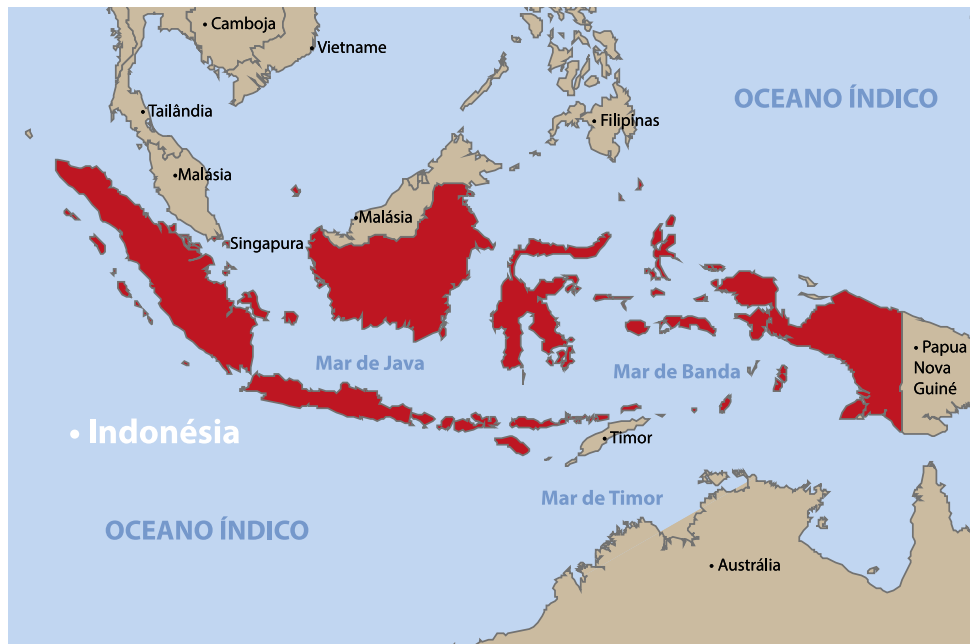 • Camboja
• Vietname
OCEANO ÍNDICO
• Tailândia
• Filipinas
• Malásia
• Malásia
• Singapura
Mar de Java
Mar de Banda
• Papua
Nova
Guiné
• Indonésia
• Timor
Mar de Timor
OCEANO ÍNDICO
• Austrália